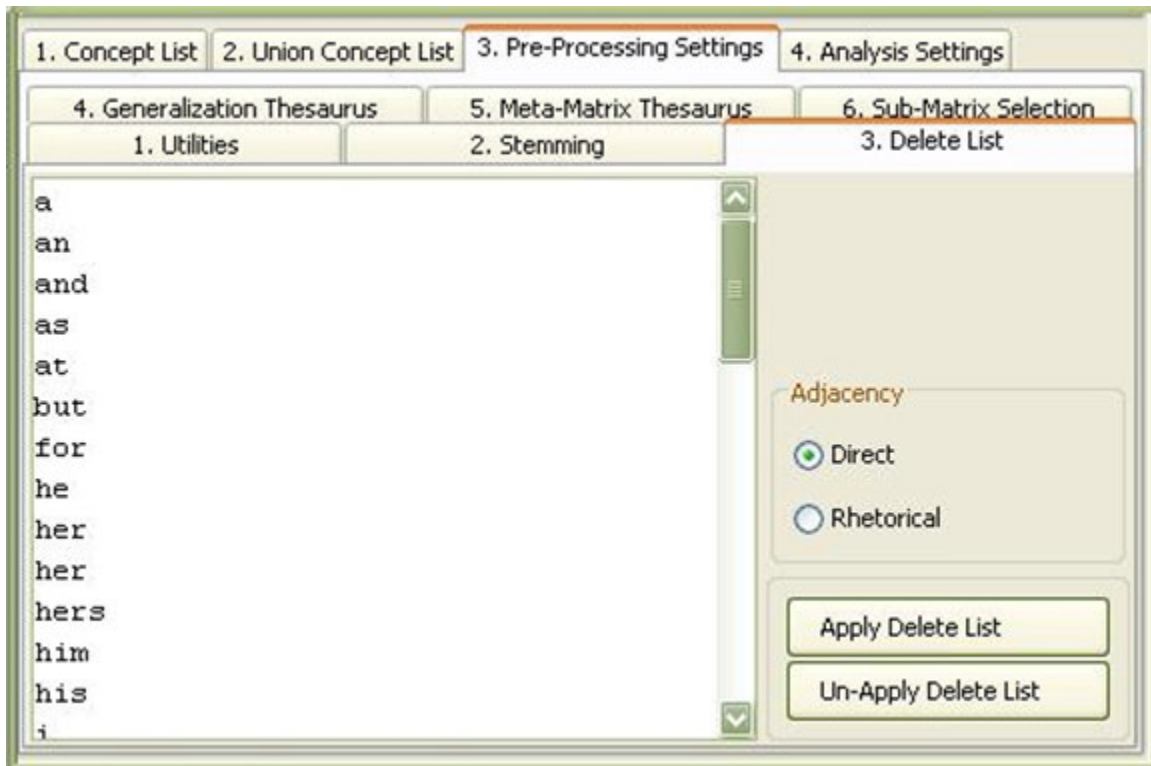 1. Concept List 2. Union Concept List 3. Pre-Processing Settings 4. Analysis Settings
4. Generalization Thesaurus 5. Meta-Matrix Thesaurus 6. Sub-Matrix Selection
1. Utilities 2. Stemming 3. Delete List
a
an
and
as
at
but
for
he
her
her
hers
him
his
i
Adjacency
Direct
Rhetorical
Apply Delete List
Un-Apply Delete List